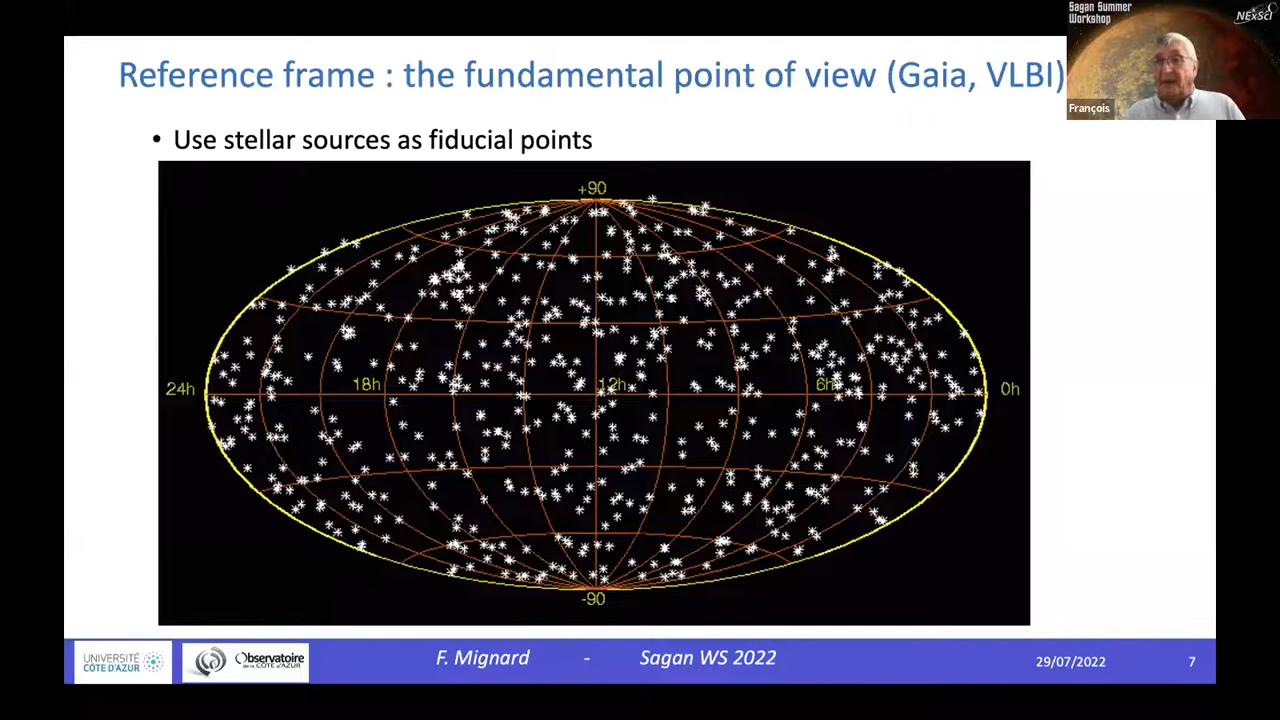 Sagan Summer
Workshop
NExScI
François
Reference frame : the fundamental point of view (Gaia, VLBI)
• Use stellar sources as fiducial points
+90
24h
18h
12h
6h
0h
-90
UNIVERSITÉ
CÔTE D'AZUR
Observatoire
de la CÔTE d'AZUR
F. Mignard - Sagan WS 2022
29/07/2022
7